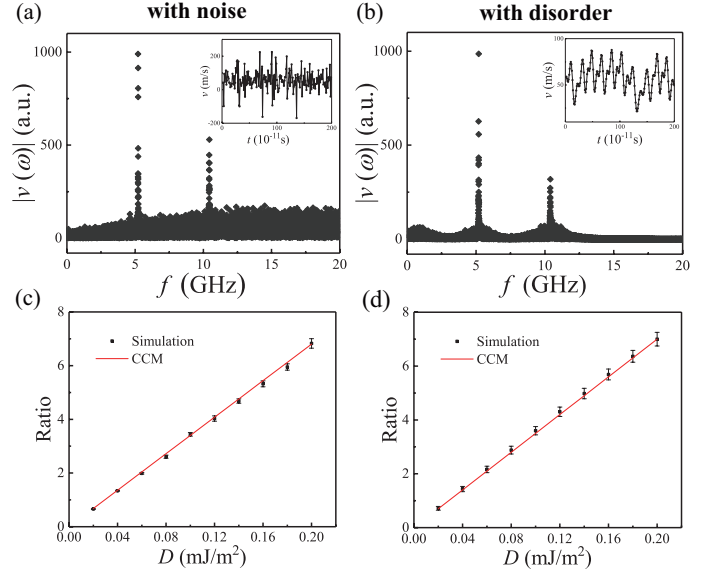 (a) with noise
|v (ω)| (a.u.)
1000
500
0
0 5 10 15 20
f (GHz)
v (m/s)
200
0
-200
0 100 200
t (10⁻¹¹s)
(b) with disorder
|v (ω)| (a.u.)
1000
500
0
0 5 10 15 20
f (GHz)
v (m/s)
100
50
0 100 200
t (10⁻¹¹s)
(c)
Ratio
8
6
4
2
0
Simulation
CCM
0.00 0.04 0.08 0.12 0.16 0.20
D (mJ/m²)
(d)
Ratio
8
6
4
2
0
Simulation
CCM
0.00 0.04 0.08 0.12 0.16 0.20
D (mJ/m²)